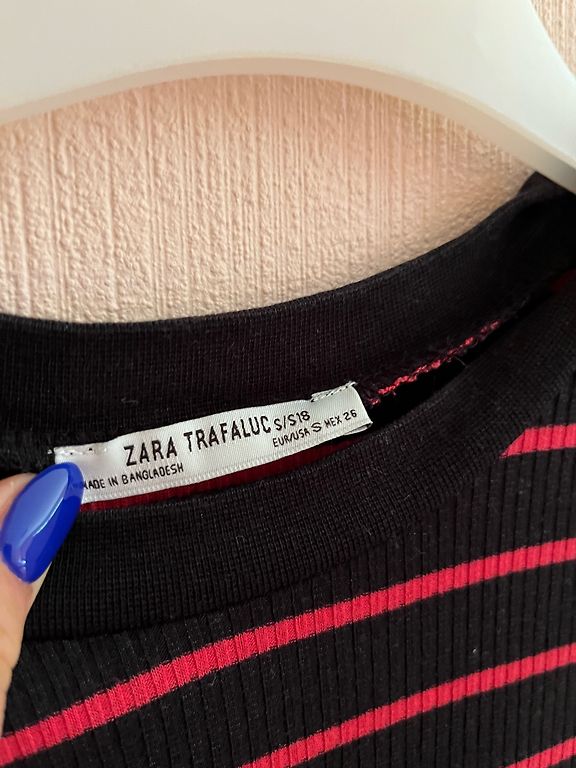 ZARA TRAFALUC S/S18
MADE IN BANGLADESH EUR/USA S MEX 26